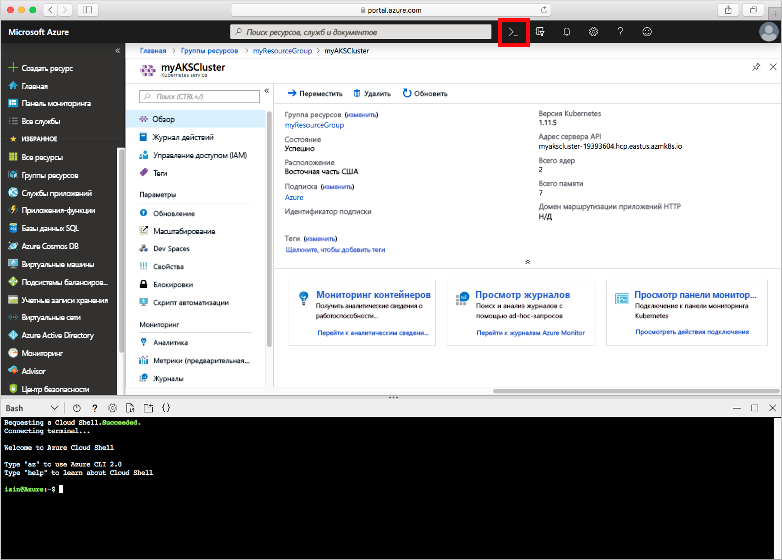 portal.azure.com
Microsoft Azure
Поиск ресурсов, служб и документов
Создать ресурс
Главная
Панель мониторинга
Все службы
ИЗБРАННОЕ
Все ресурсы
Группы ресурсов
Службы приложений
Приложения-функции
Базы данных SQL
Azure Cosmos DB
Виртуальные машины
Подсистемы балансиров...
Учетные записи хранения
Виртуальные сети
Azure Active Directory
Мониторинг
Advisor
Центр безопасности
Главная > Группы ресурсов > myResourceGroup > myAKSCluster
myAKSCluster
Kubernetes service
Поиск (CTRL+/)
Обзор
Журнал действий
Управление доступом (IAM)
Теги
Параметры
Обновление
Масштабирование
Dev Spaces
Свойства
Блокировки
Скрипт автоматизации
Мониторинг
Аналитика
Метрики (предварительная...
Журналы
Переместить Удалить Обновить
Группа ресурсов (изменить)
myResourceGroup
Состояние
Успешно
Расположение
Восточная часть США
Подписка (изменить)
Azure
Идентификатор подписки
Версия Kubernetes
1.11.5
Адрес сервера API
myakscluster-19393604.hcp.eastus.azmk8s.io
Всего ядер
2
Всего памяти
7
Домен маршрутизации приложений HTTP
Н/Д
Теги (изменить)
Щелкните, чтобы добавить теги
Мониторинг контейнеров
Получить аналитические сведения о
работоспособности...
Перейти к аналитическим сведени...
Просмотр журналов
Поиск и анализ журналов с
помощью ad-hoc-запросов
Перейти к журналам Azure Monitor
Просмотр панели монитор...
Подключение к панели мониторинга
Kubernetes
Просмотреть действия подключения
Bash
Requesting a Cloud Shell.Succeeded.
Connecting terminal...
Welcome to Azure Cloud Shell
Type "az" to use Azure CLI 2.0
Type "help" to learn about Cloud Shell
iain@Azure:~$